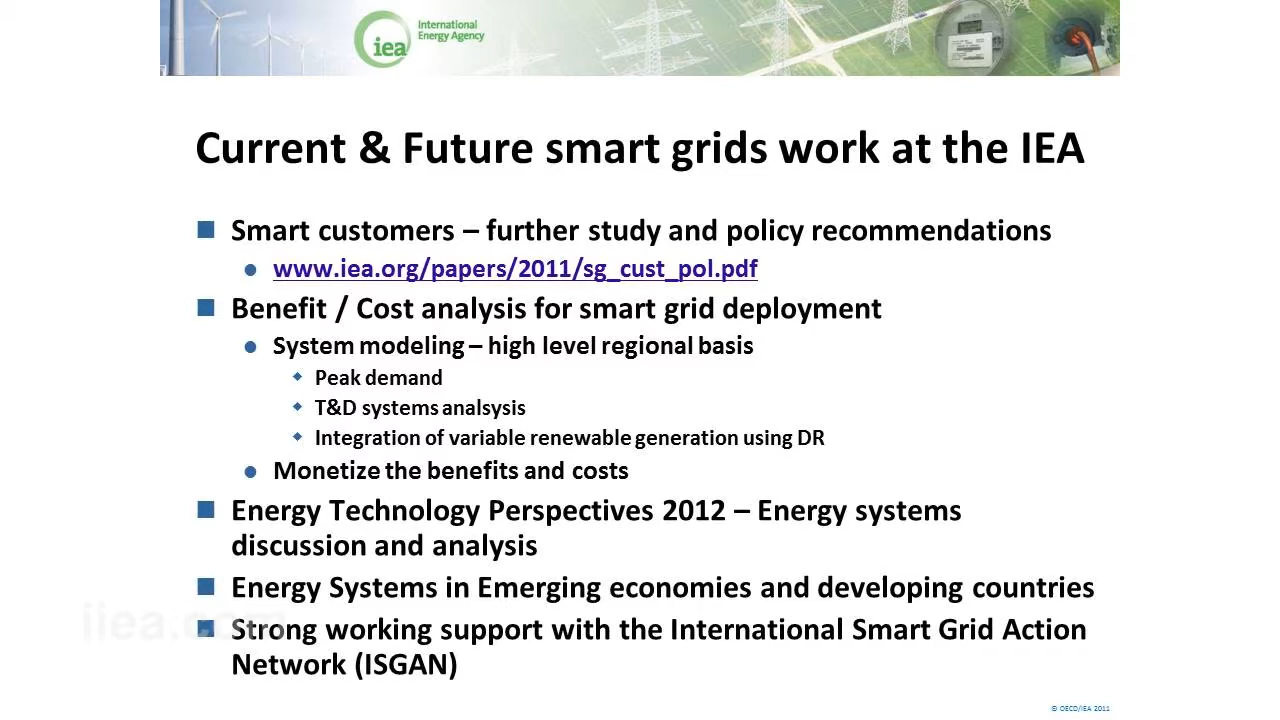 iea
International
Energy Agency
Current & Future smart grids work at the IEA
Smart customers – further study and policy recommendations
www.iea.org/papers/2011/sg_cust_pol.pdf
Benefit / Cost analysis for smart grid deployment
System modeling – high level regional basis
Peak demand
T&D systems analsysis
Integration of variable renewable generation using DR
Monetize the benefits and costs
Energy Technology Perspectives 2012 – Energy systems
discussion and analysis
Energy Systems in Emerging economies and developing countries
iiea.com
Strong working support with the International Smart Grid Action
Network (ISGAN)
© OECD/IEA 2011